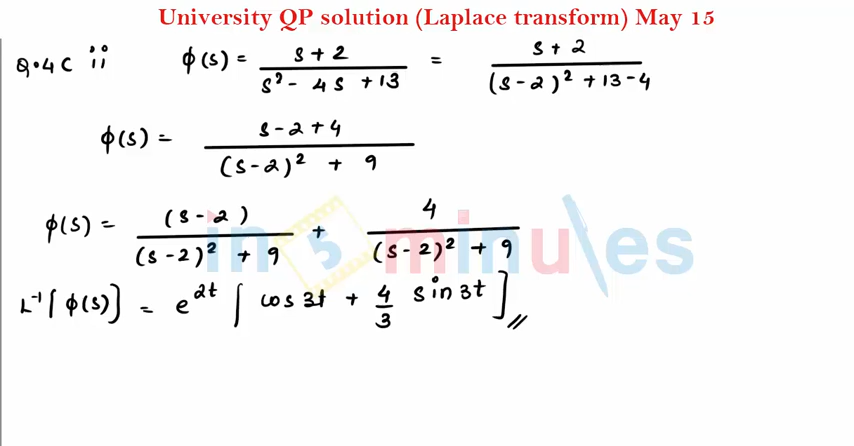 University QP solution (Laplace transform) May 15
Q.4C ii ϕ(s) = s+2 / s² - 4s + 13 = s+2 / (s-2)² + 13-4
ϕ(s) = s-2+4 / (s-2)² + 9
ϕ(s) = (s-2) / (s-2)² + 9 + 4 / (s-2)² + 9
in 5 minutes
L⁻¹[ϕ(s)] = e²ᵗ [cos 3t + 4/3 sin 3t] //